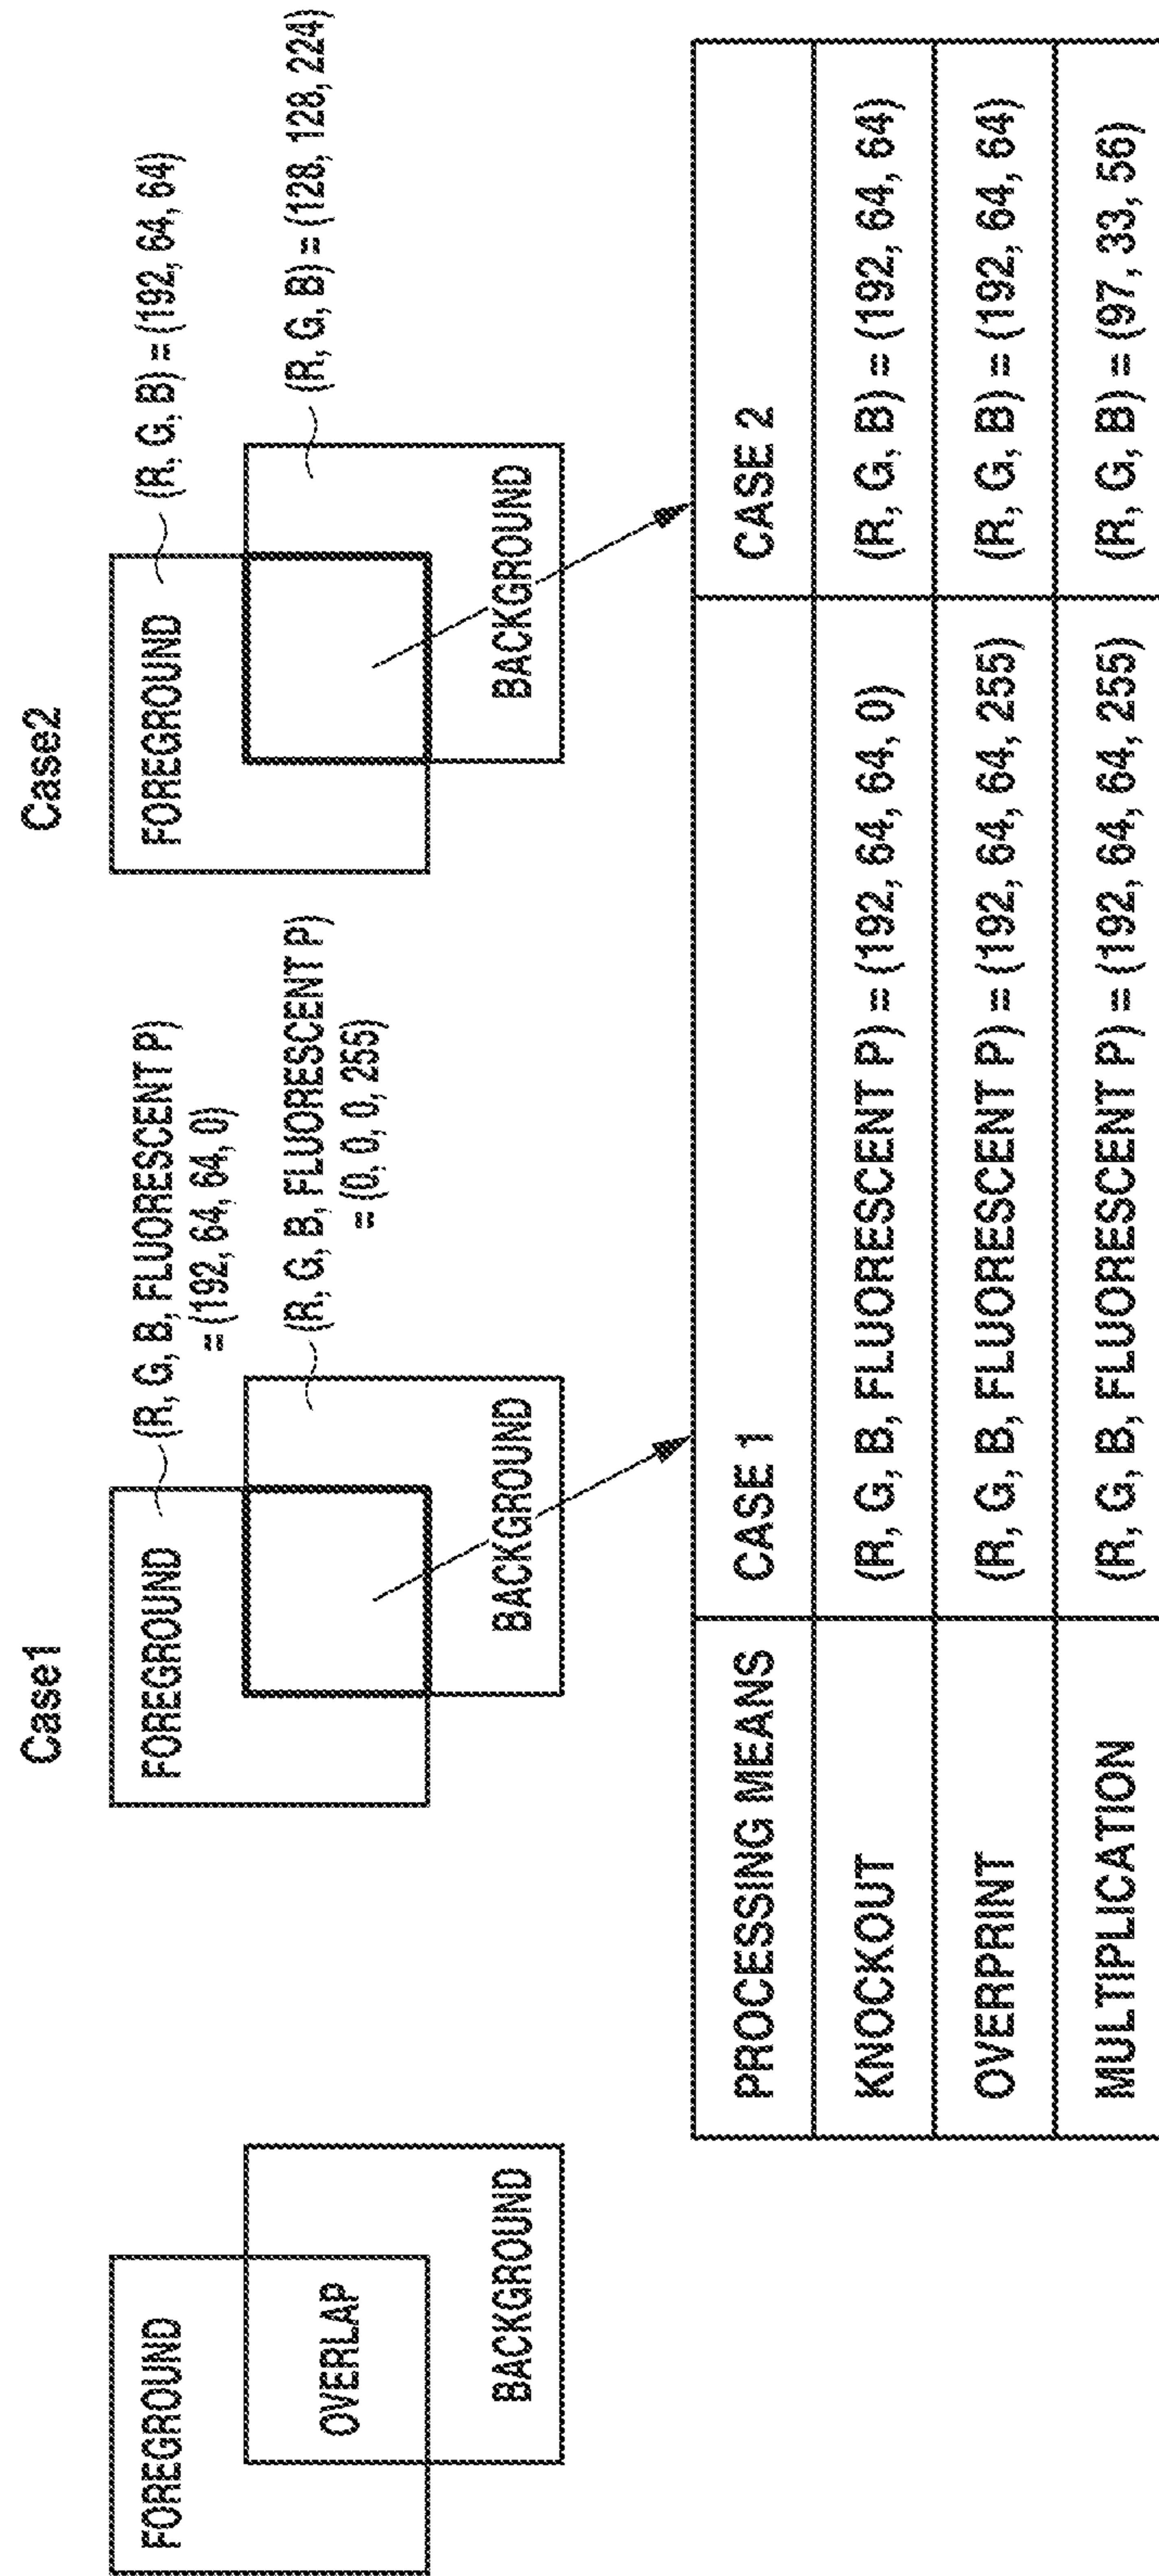 FOREGROUND
OVERLAP
BACKGROUND
Case1
FOREGROUND
(R, G, B, FLUORESCENT P)
= (192, 64, 64, 0)
(R, G, B, FLUORESCENT P)
= (0, 0, 0, 255)
BACKGROUND
Case2
FOREGROUND
(R, G, B) = (192, 64, 64)
(R, G, B) = (128, 128, 224)
BACKGROUND
PROCESSING MEANS CASE 1 CASE 2
KNOCKOUT (R, G, B, FLUORESCENT P) = (192, 64, 64, 0) (R, G, B) = (192, 64, 64)
OVERPRINT (R, G, B, FLUORESCENT P) = (192, 64, 64, 255) (R, G, B) = (192, 64, 64)
MULTIPLICATION (R, G, B, FLUORESCENT P) = (192, 64, 64, 255) (R, G, B) = (97, 33, 56)